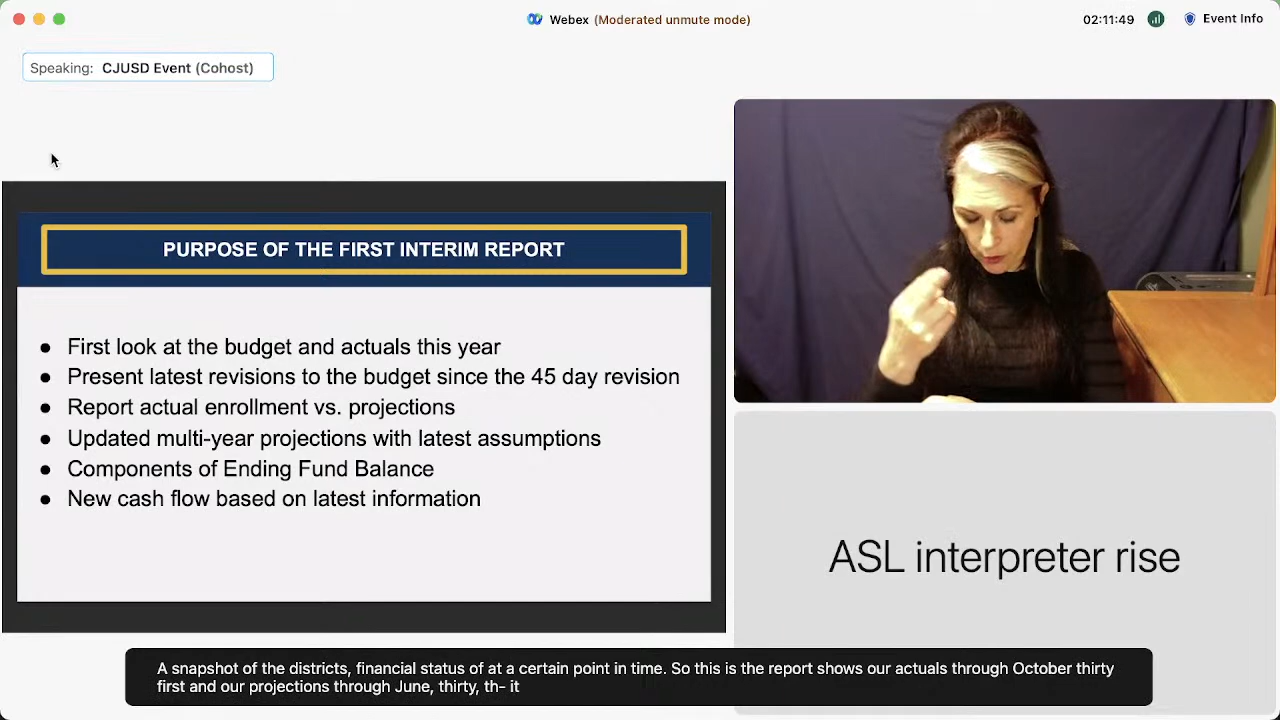 Webex (Moderated unmute mode)
02:11:49
Event Info
Speaking: CJUSD Event (Cohost)
PURPOSE OF THE FIRST INTERIM REPORT
● First look at the budget and actuals this year
● Present latest revisions to the budget since the 45 day revision
● Report actual enrollment vs. projections
● Updated multi-year projections with latest assumptions
● Components of Ending Fund Balance
● New cash flow based on latest information
ASL interpreter rise
A snapshot of the districts, financial status of at a certain point in time. So this is the report shows our actuals through October thirty
first and our projections through June, thirty, th- it